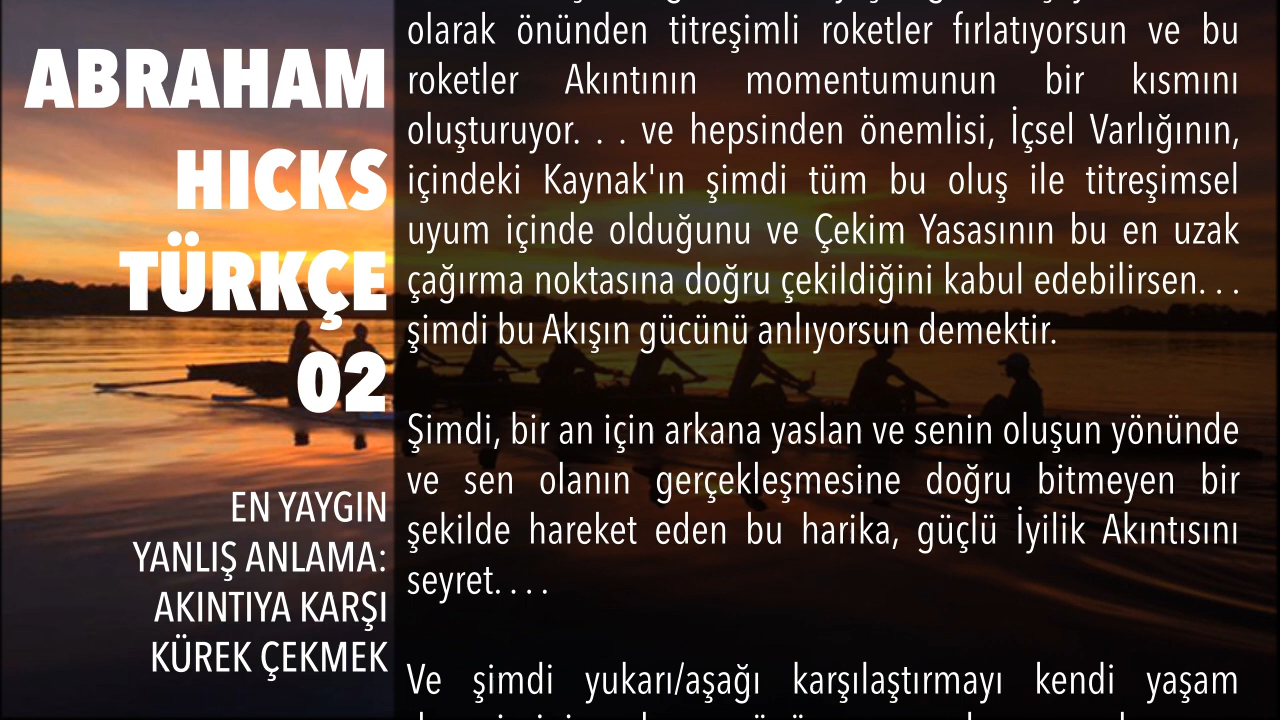 ABRAHAM
HICKS
TÜRKÇE
02
EN YAYGIN
YANLIŞ ANLAMA:
AKINTIYA KARŞI
KÜREK ÇEKMEK
olarak önünden titreşimli roketler fırlatıyorsun ve bu
roketler Akıntının momentumunun bir kısmını
oluşturuyor. . . ve hepsinden önemlisi, İçsel Varlığının,
içindeki Kaynak'ın şimdi tüm bu oluş ile titreşimsel
uyum içinde olduğunu ve Çekim Yasasının bu en uzak
çağırma noktasına doğru çekildiğini kabul edebilirsen. . .
şimdi bu Akışın gücünü anlıyorsun demektir.
Şimdi, bir an için arkana yaslan ve senin oluşun yönünde
ve sen olanın gerçekleşmesine doğru bitmeyen bir
şekilde hareket eden bu harika, güçlü İyilik Akıntısını
seyret. . . .
Ve şimdi yukarı/aşağı karşılaştırmayı kendi yaşam